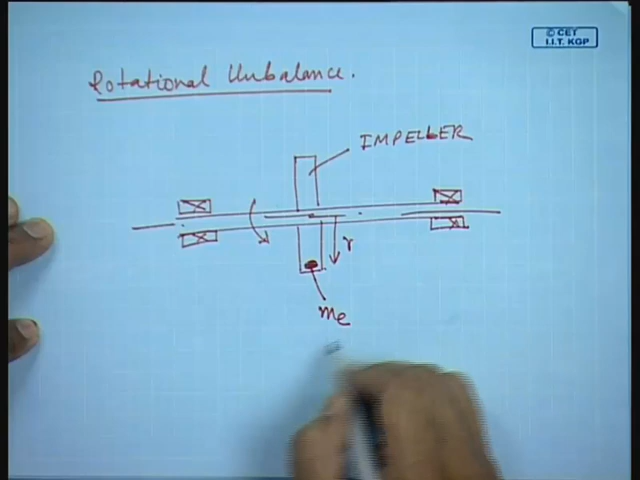 © CET
I.I.T. KGP
Rotational Unbalance.
IMPELLER
r
me